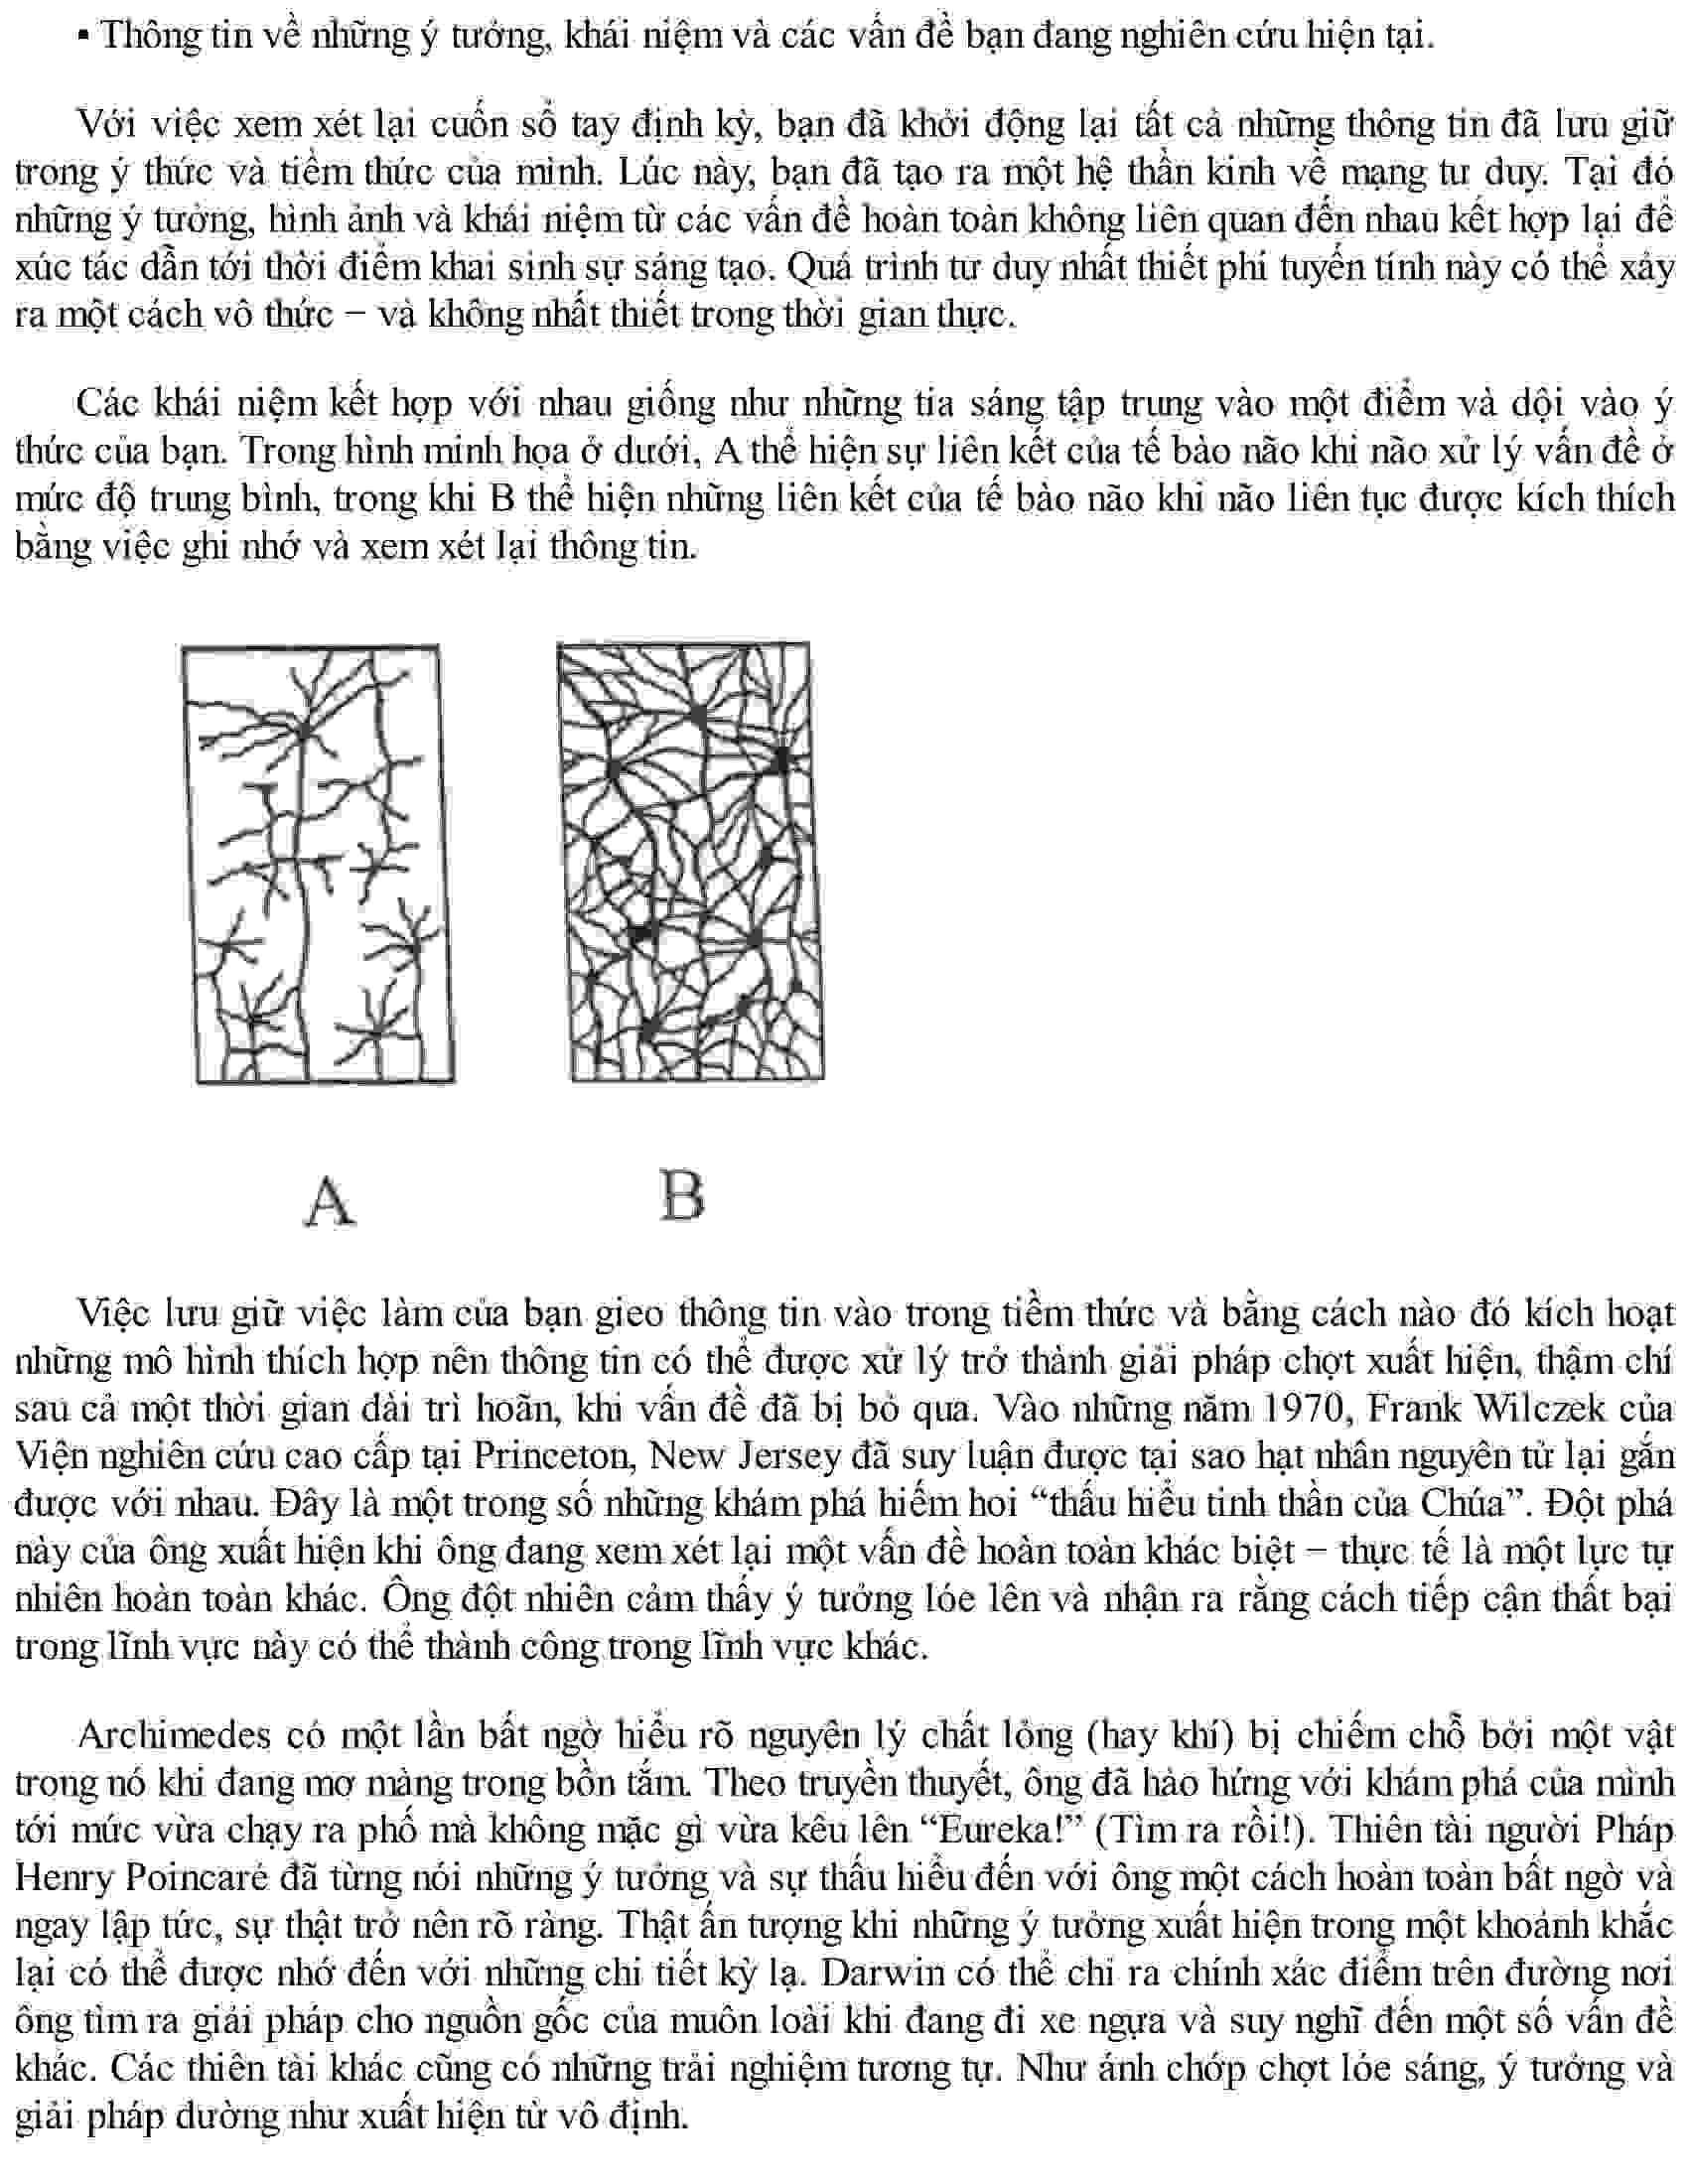 ▪ Thông tin về những ý tưởng, khái niệm và các vấn đề bạn đang nghiên cứu hiện tại.
Với việc xem xét lại cuốn sổ tay định kỳ, bạn đã khởi động lại tất cả những thông tin đã lưu giữ
trong ý thức và tiềm thức của mình. Lúc này, bạn đã tạo ra một hệ thần kinh về mạng tư duy. Tại đó
những ý tưởng, hình ảnh và khái niệm từ các vấn đề hoàn toàn không liên quan đến nhau kết hợp lại để
xúc tác dẫn tới thời điểm khai sinh sự sáng tạo. Quá trình tư duy nhất thiết phi tuyến tính này có thể xảy
ra một cách vô thức – và không nhất thiết trong thời gian thực.
Các khái niệm kết hợp với nhau giống như những tia sáng tập trung vào một điểm và dội vào ý
thức của bạn. Trong hình minh họa ở dưới, A thể hiện sự liên kết của tế bào não khi não xử lý vấn đề ở
mức độ trung bình, trong khi B thể hiện những liên kết của tế bào não khi não liên tục được kích thích
bằng việc ghi nhớ và xem xét lại thông tin.
A B
Việc lưu giữ việc làm của bạn gieo thông tin vào trong tiềm thức và bằng cách nào đó kích hoạt
những mô hình thích hợp nên thông tin có thể được xử lý trở thành giải pháp chợt xuất hiện, thậm chí
sau cả một thời gian dài trì hoãn, khi vấn đề đã bị bỏ qua. Vào những năm 1970, Frank Wilczek của
Viện nghiên cứu cao cấp tại Princeton, New Jersey đã suy luận được tại sao hạt nhân nguyên tử lại gắn
được với nhau. Đây là một trong số những khám phá hiếm hoi “thấu hiểu tinh thần của Chúa”. Đột phá
này của ông xuất hiện khi ông đang xem xét lại một vấn đề hoàn toàn khác biệt – thực tế là một lực tự
nhiên hoàn toàn khác. Ông đột nhiên cảm thấy ý tưởng lóe lên và nhận ra rằng cách tiếp cận thất bại
trong lĩnh vực này có thể thành công trong lĩnh vực khác.
Archimedes có một lần bất ngờ hiểu rõ nguyên lý chất lỏng (hay khí) bị chiếm chỗ bởi một vật
trong nó khi đang mơ màng trong bồn tắm. Theo truyền thuyết, ông đã hào hứng với khám phá của mình
tới mức vừa chạy ra phố mà không mặc gì vừa kêu lên “Eureka!” (Tìm ra rồi!). Thiên tài người Pháp
Henry Poincaré đã từng nói những ý tưởng và sự thấu hiểu đến với ông một cách hoàn toàn bất ngờ và
ngay lập tức, sự thật trở nên rõ ràng. Thật ấn tượng khi những ý tưởng xuất hiện trong một khoảnh khắc
lại có thể được nhớ đến với những chi tiết kỳ lạ. Darwin có thể chỉ ra chính xác điểm trên đường nơi
ông tìm ra giải pháp cho nguồn gốc của muôn loài khi đang đi xe ngựa và suy nghĩ đến một số vấn đề
khác. Các thiên tài khác cũng có những trải nghiệm tương tự. Như ánh chớp chợt lóe sáng, ý tưởng và
giải pháp dường như xuất hiện từ vô định.